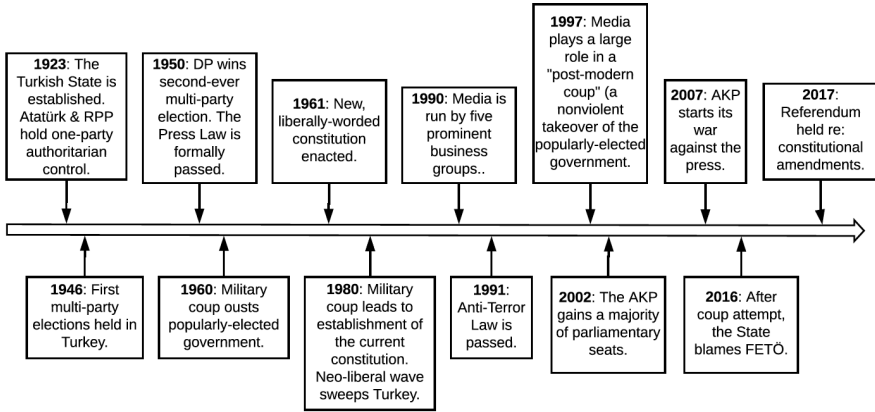 1923: The
Turkish State is
established.
Atatürk & RPP
hold one-party
authoritarian
control.
1950: DP wins
second-ever
multi-party
election. The
Press Law is
formally
passed.
1961: New,
liberally-worded
constitution
enacted.
1990: Media is
run by five
prominent
business
groups..
1997: Media
plays a large
role in a
"post-modern
coup" (a
nonviolent
takeover of the
popularly-elected
government.
2007: AKP
starts its
war
against the
press.
2017:
Referendum
held re:
constitutional
amendments.
1946: First
multi-party
elections held in
Turkey.
1960: Military
coup ousts
popularly-elected
government.
1980: Military
coup leads to
establishment of
the current
constitution.
Neo-liberal wave
sweeps Turkey.
1991:
Anti-Terror
Law is
passed.
2002: The AKP
gains a majority
of parliamentary
seats.
2016: After
coup attempt,
the State
blames FETÖ.